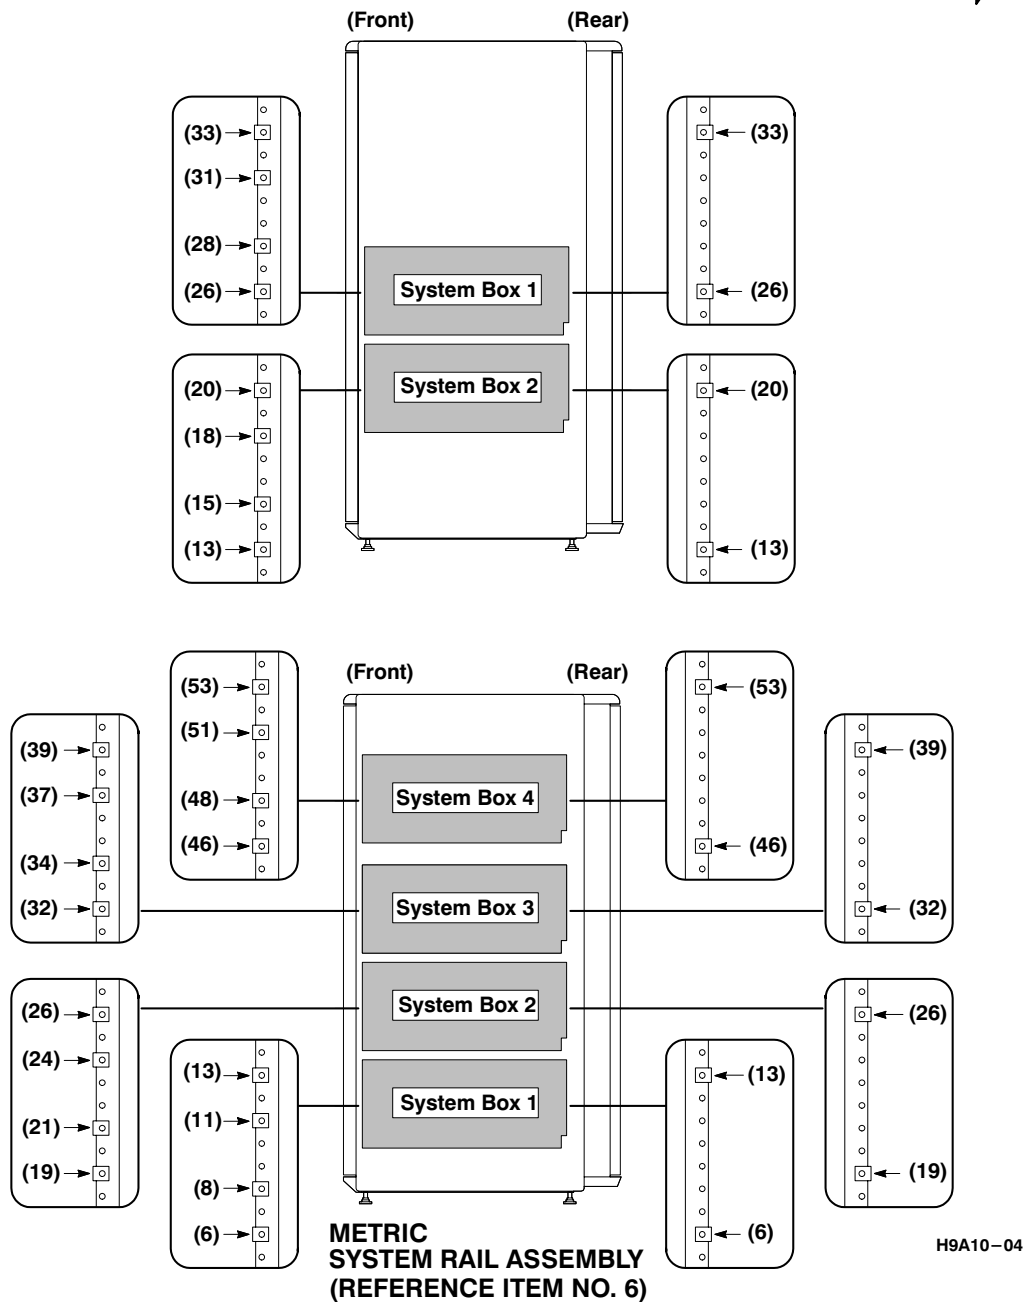 (Front)
(Rear)
(33)
(31)
(28)
(26)
System Box 1
(33)
(26)
(20)
(18)
(15)
(13)
System Box 2
(20)
(13)
(Front)
(Rear)
(53)
(51)
(48)
(46)
System Box 4
(53)
(46)
(39)
(37)
(34)
(32)
System Box 3
(39)
(32)
(26)
(24)
(21)
(19)
System Box 2
(26)
(19)
(13)
(11)
(8)
(6)
System Box 1
(13)
(6)
METRIC
SYSTEM RAIL ASSEMBLY
(REFERENCE ITEM NO. 6)
H9A10–04